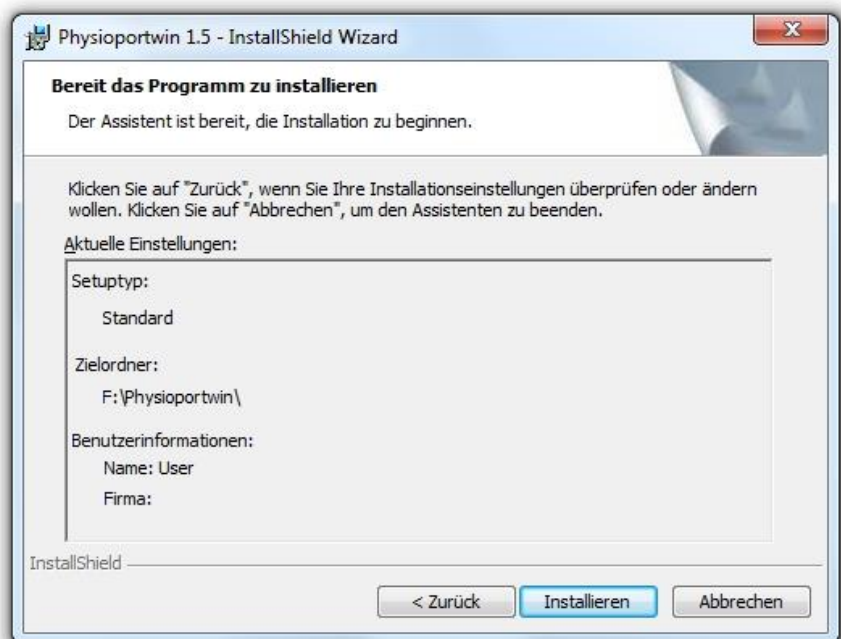 Physioportwin 1.5 - InstallShield Wizard
Bereit das Programm zu installieren
Der Assistent ist bereit, die Installation zu beginnen.
Klicken Sie auf "Zurück", wenn Sie Ihre Installationseinstellungen überprüfen oder ändern
wollen. Klicken Sie auf "Abbrechen", um den Assistenten zu beenden.
Aktuelle Einstellungen:
Setuptyp:
Standard
Zielordner:
F:\Physioportwin\
Benutzerinformationen:
Name: User
Firma:
InstallShield
< Zurück Installieren Abbrechen